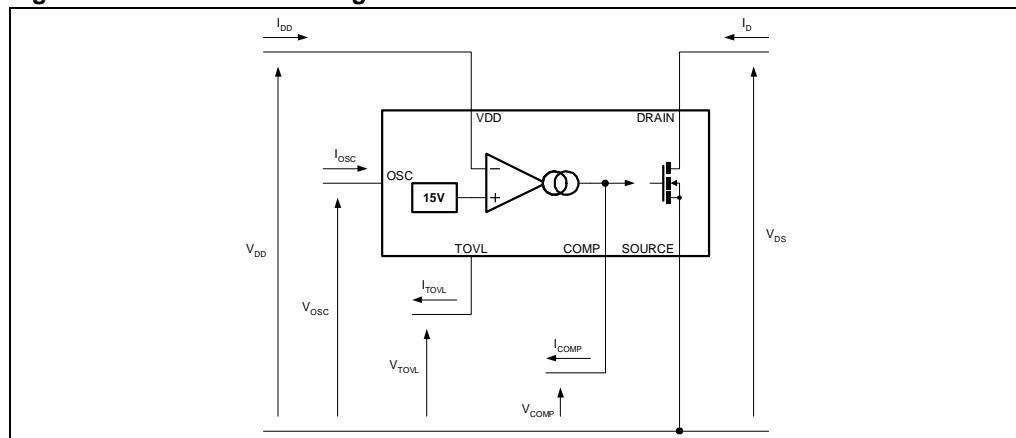 I_DD
I_D
VDD
DRAIN
I_OSC
OSC
15V
−
+
TOVL
COMP
SOURCE
V_DD
V_DS
I_TOVL
V_OSC
I_COMP
V_TOVL
V_COMP